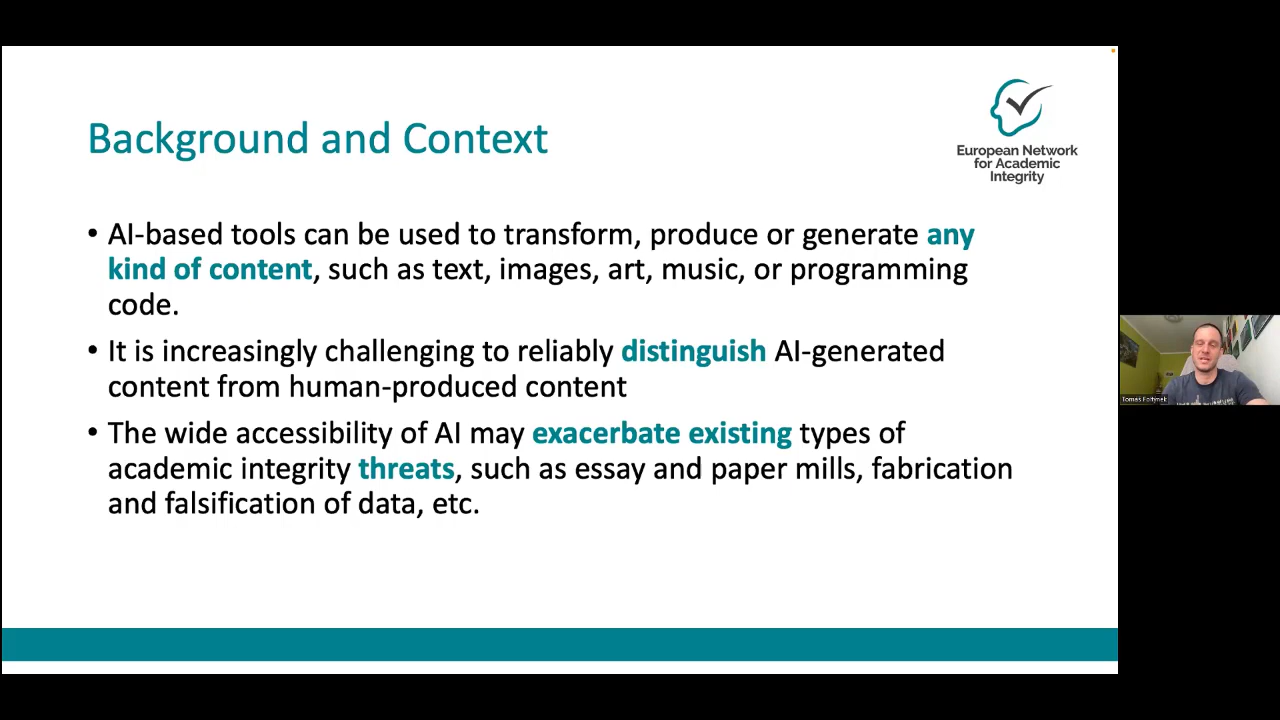 Background and Context
European Network
for Academic
Integrity
• AI-based tools can be used to transform, produce or generate any
kind of content, such as text, images, art, music, or programming
code.
• It is increasingly challenging to reliably distinguish AI-generated
content from human-produced content
• The wide accessibility of AI may exacerbate existing types of
academic integrity threats, such as essay and paper mills, fabrication
and falsification of data, etc.
Tomáš Foltýnek